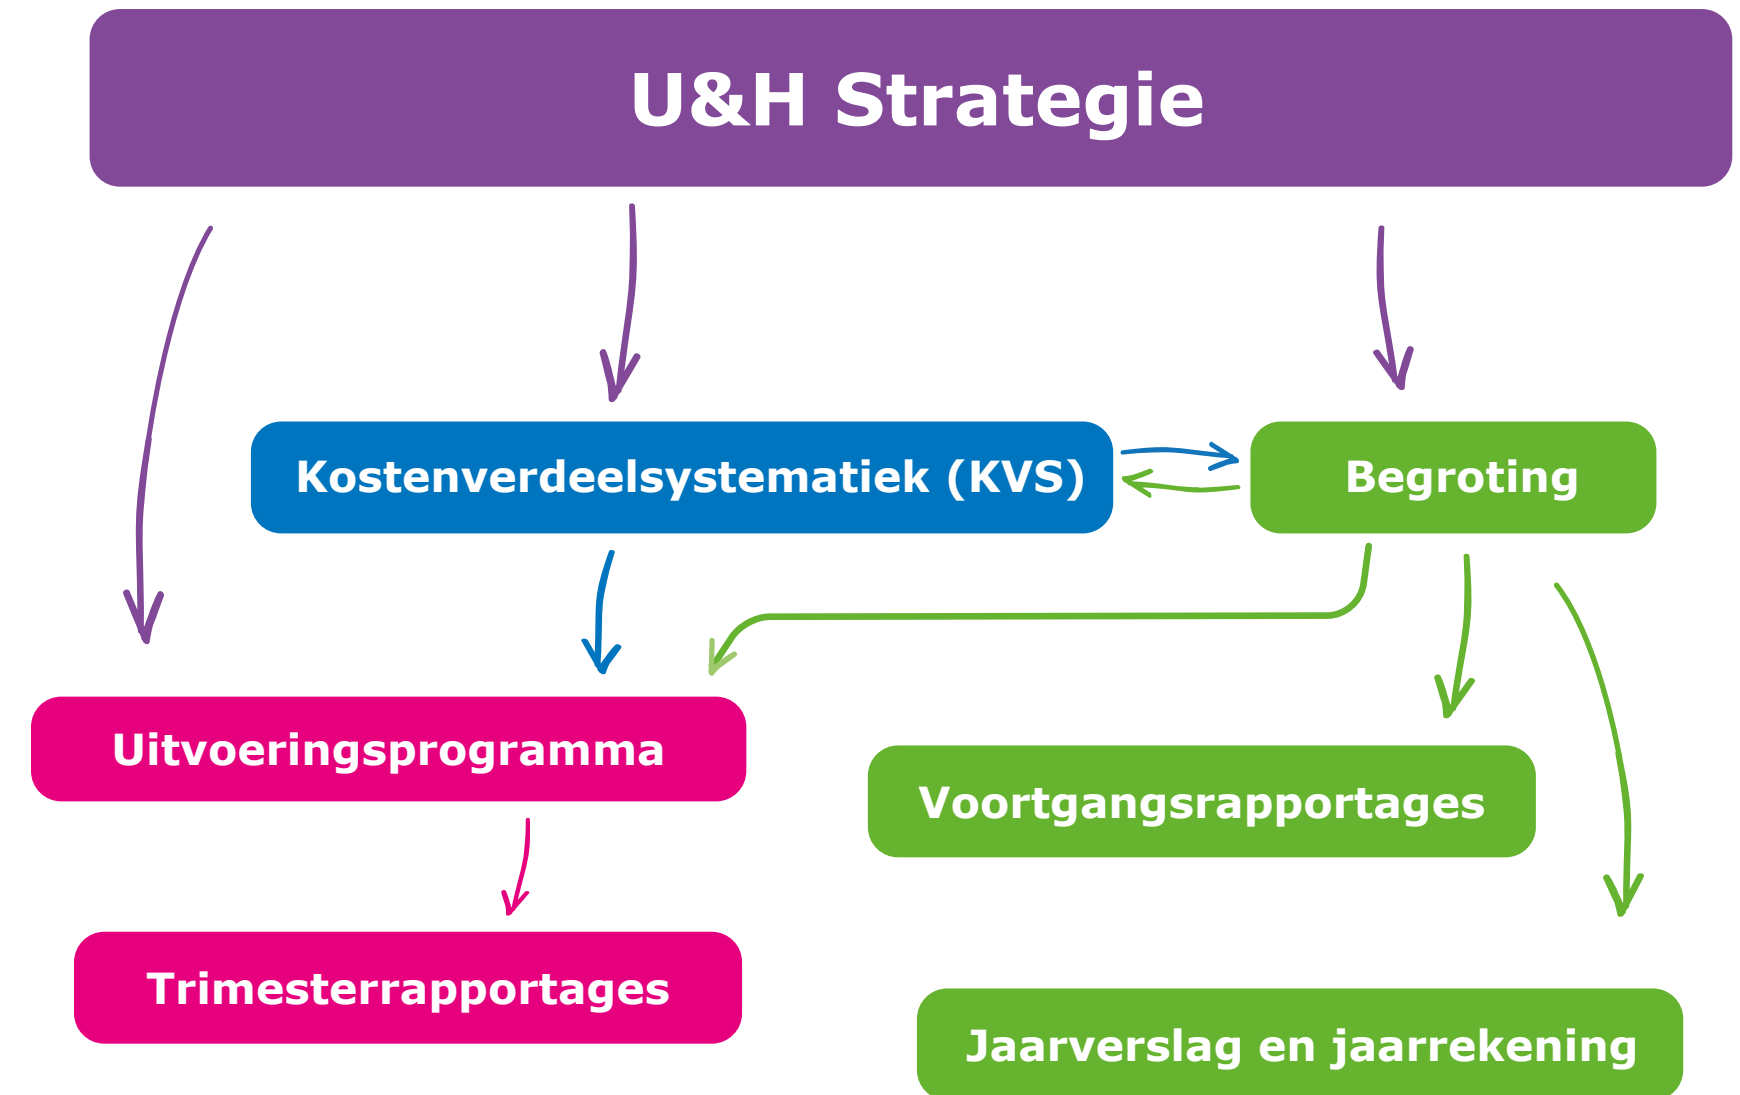 U&H Strategie
Kostenverdeelsystematiek (KVS)
Begroting
Uitvoeringsprogramma
Voortgangsrapportages
Trimesterrapportages
Jaarverslag en jaarrekening